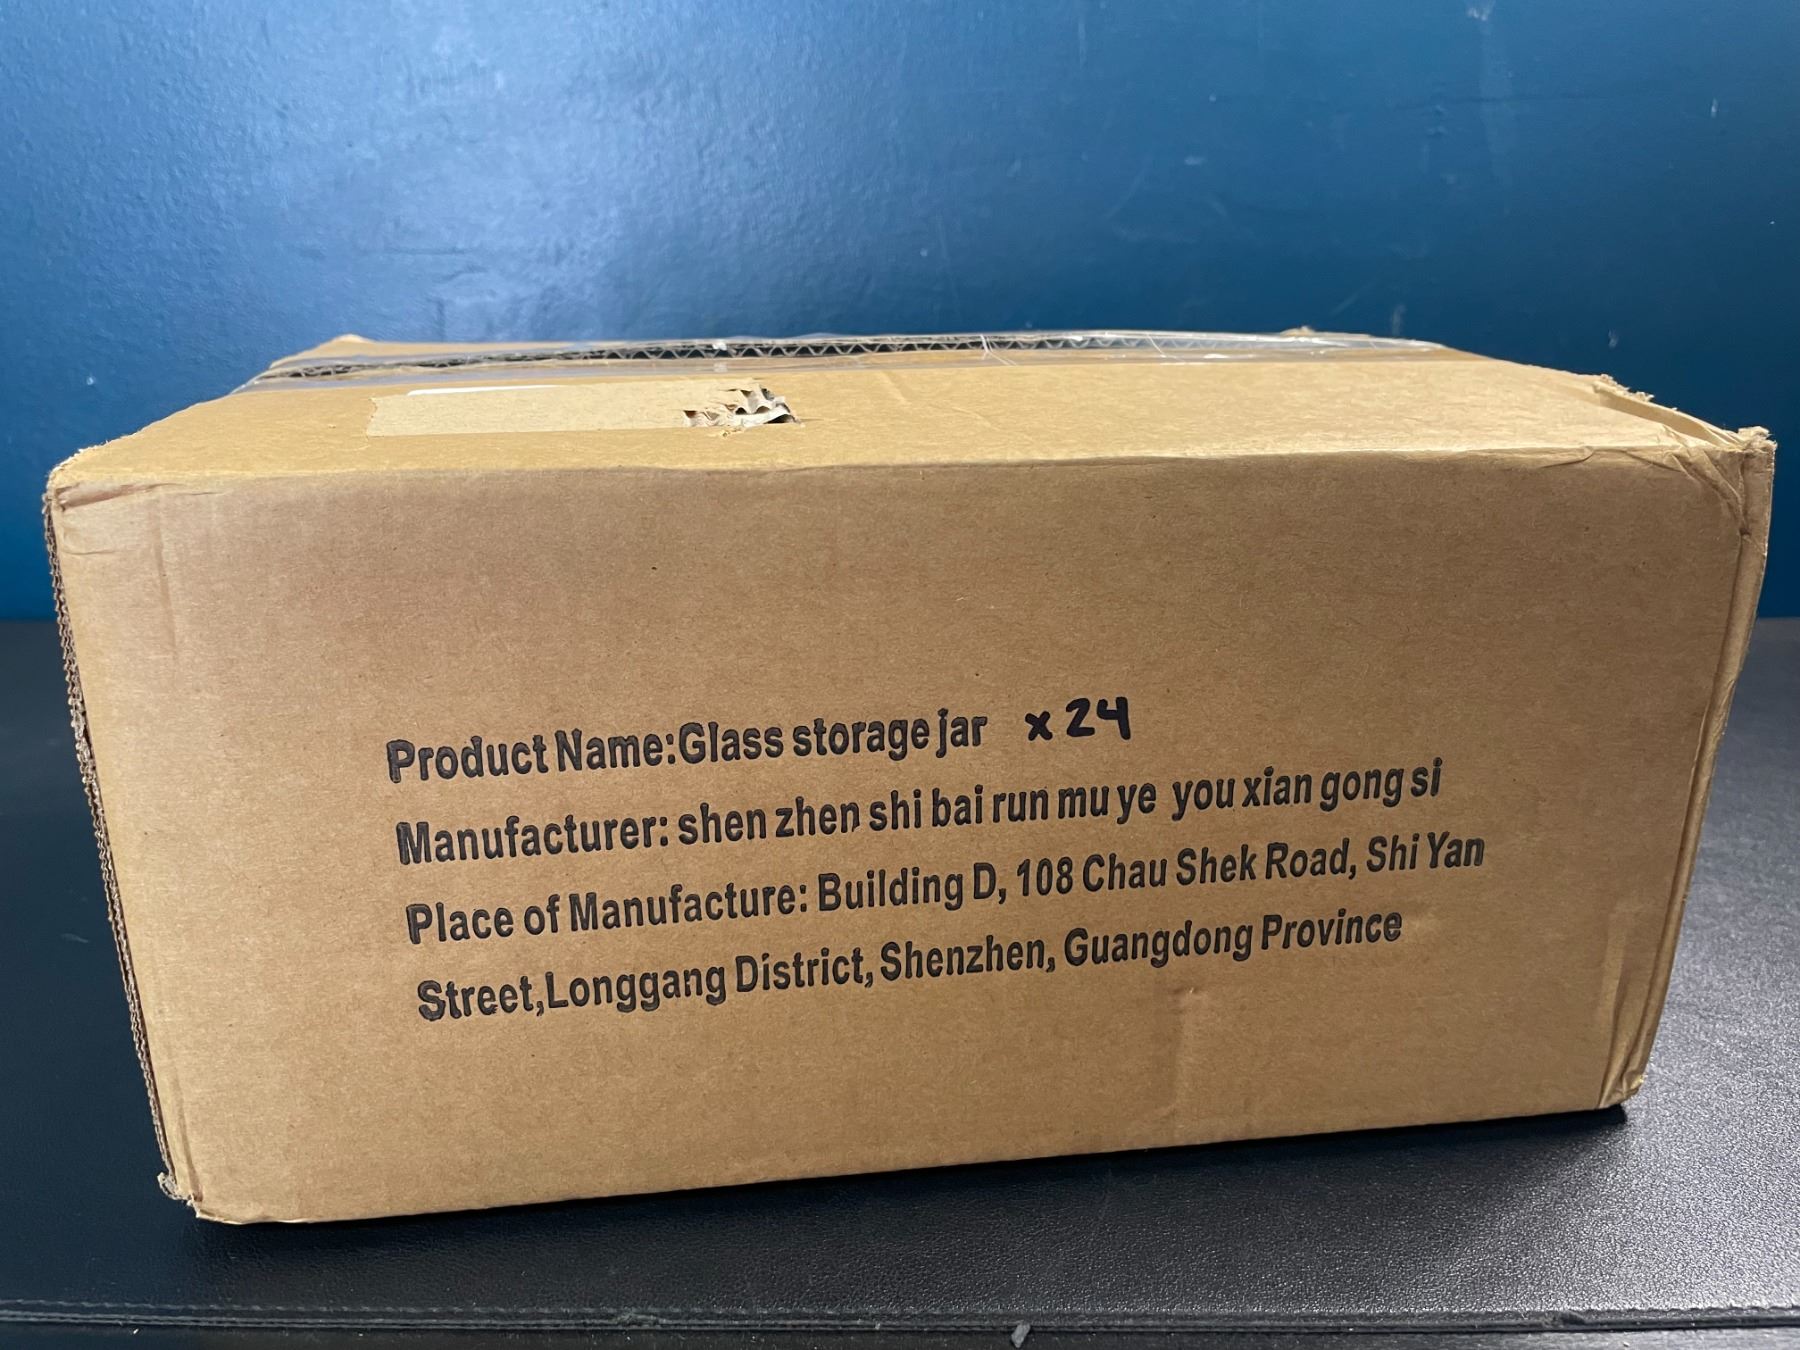 Product Name:Glass storage jar x 24
Manufacturer: shen zhen shi bai run mu ye you xian gong si
Place of Manufacture: Building D, 108 Chau Shek Road, Shi Yan
Street,Longgang District, Shenzhen, Guangdong Province